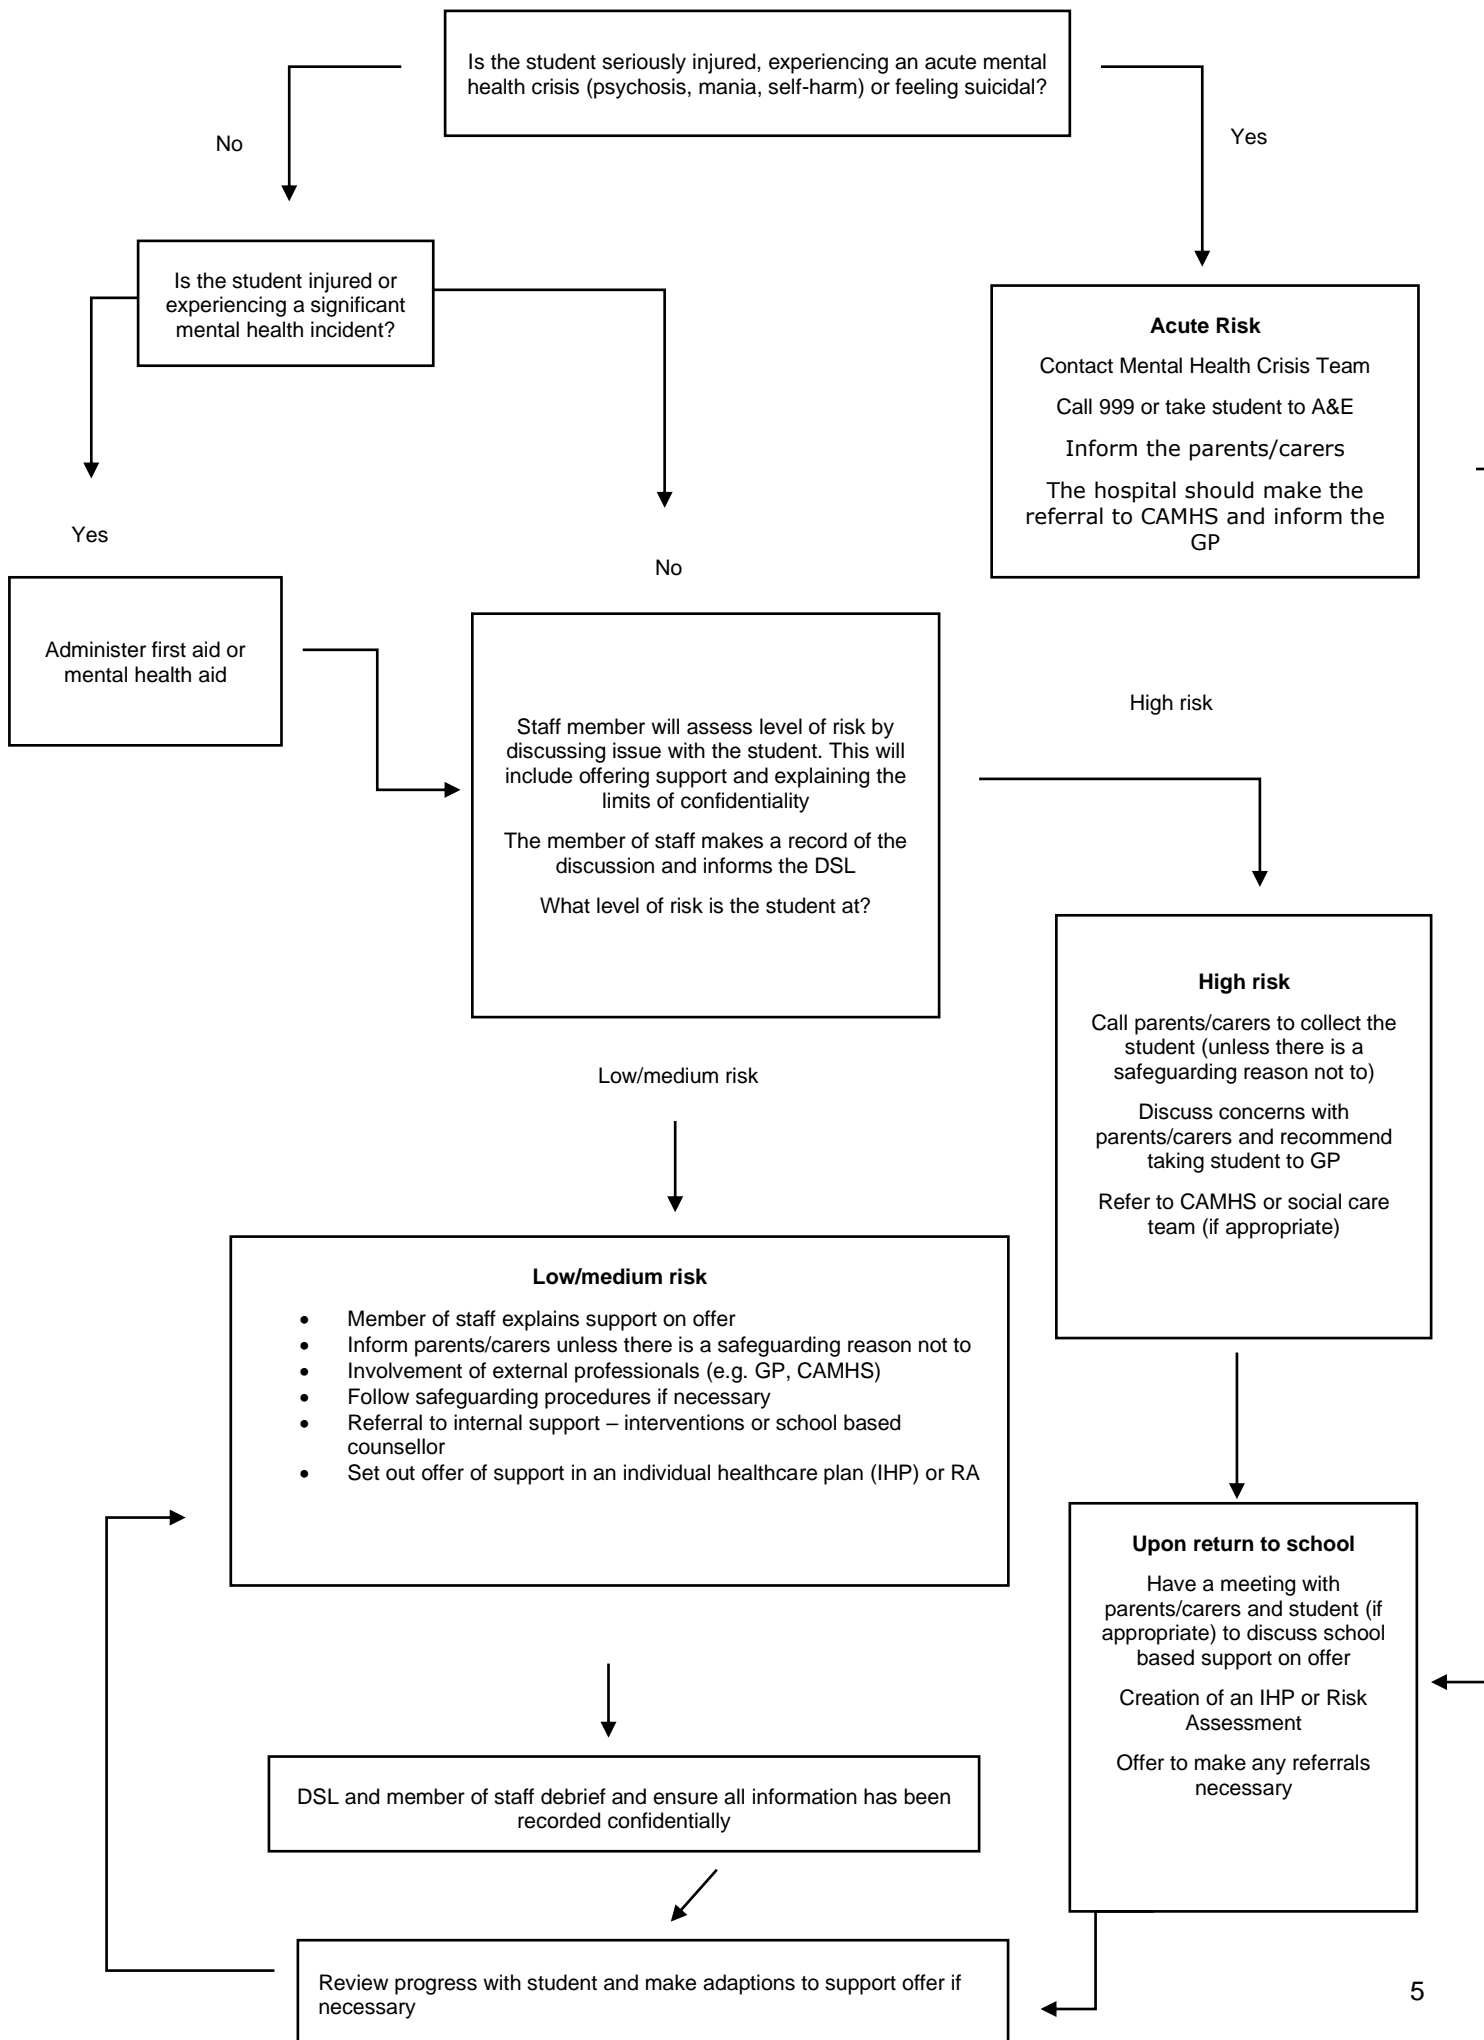 Is the student seriously injured, experiencing an acute mental
health crisis (psychosis, mania, self-harm) or feeling suicidal?
No
Yes
Is the student injured or
experiencing a significant
mental health incident?
Acute Risk
Contact Mental Health Crisis Team
Call 999 or take student to A&E
Inform the parents/carers
The hospital should make the
referral to CAMHS and inform the
GP
Yes
No
Administer first aid or
mental health aid
Staff member will assess level of risk by
discussing issue with the student. This will
include offering support and explaining the
limits of confidentiality
The member of staff makes a record of the
discussion and informs the DSL
What level of risk is the student at?
High risk
High risk
Call parents/carers to collect the
student (unless there is a
safeguarding reason not to)
Discuss concerns with
parents/carers and recommend
taking student to GP
Refer to CAMHS or social care
team (if appropriate)
Low/medium risk
Low/medium risk
• Member of staff explains support on offer
• Inform parents/carers unless there is a safeguarding reason not to
• Involvement of external professionals (e.g. GP, CAMHS)
• Follow safeguarding procedures if necessary
• Referral to internal support – interventions or school based
counsellor
• Set out offer of support in an individual healthcare plan (IHP) or RA
Upon return to school
Have a meeting with
parents/carers and student (if
appropriate) to discuss school
based support on offer
Creation of an IHP or Risk
Assessment
Offer to make any referrals
necessary
DSL and member of staff debrief and ensure all information has been
recorded confidentially
Review progress with student and make adaptions to support offer if
necessary
5